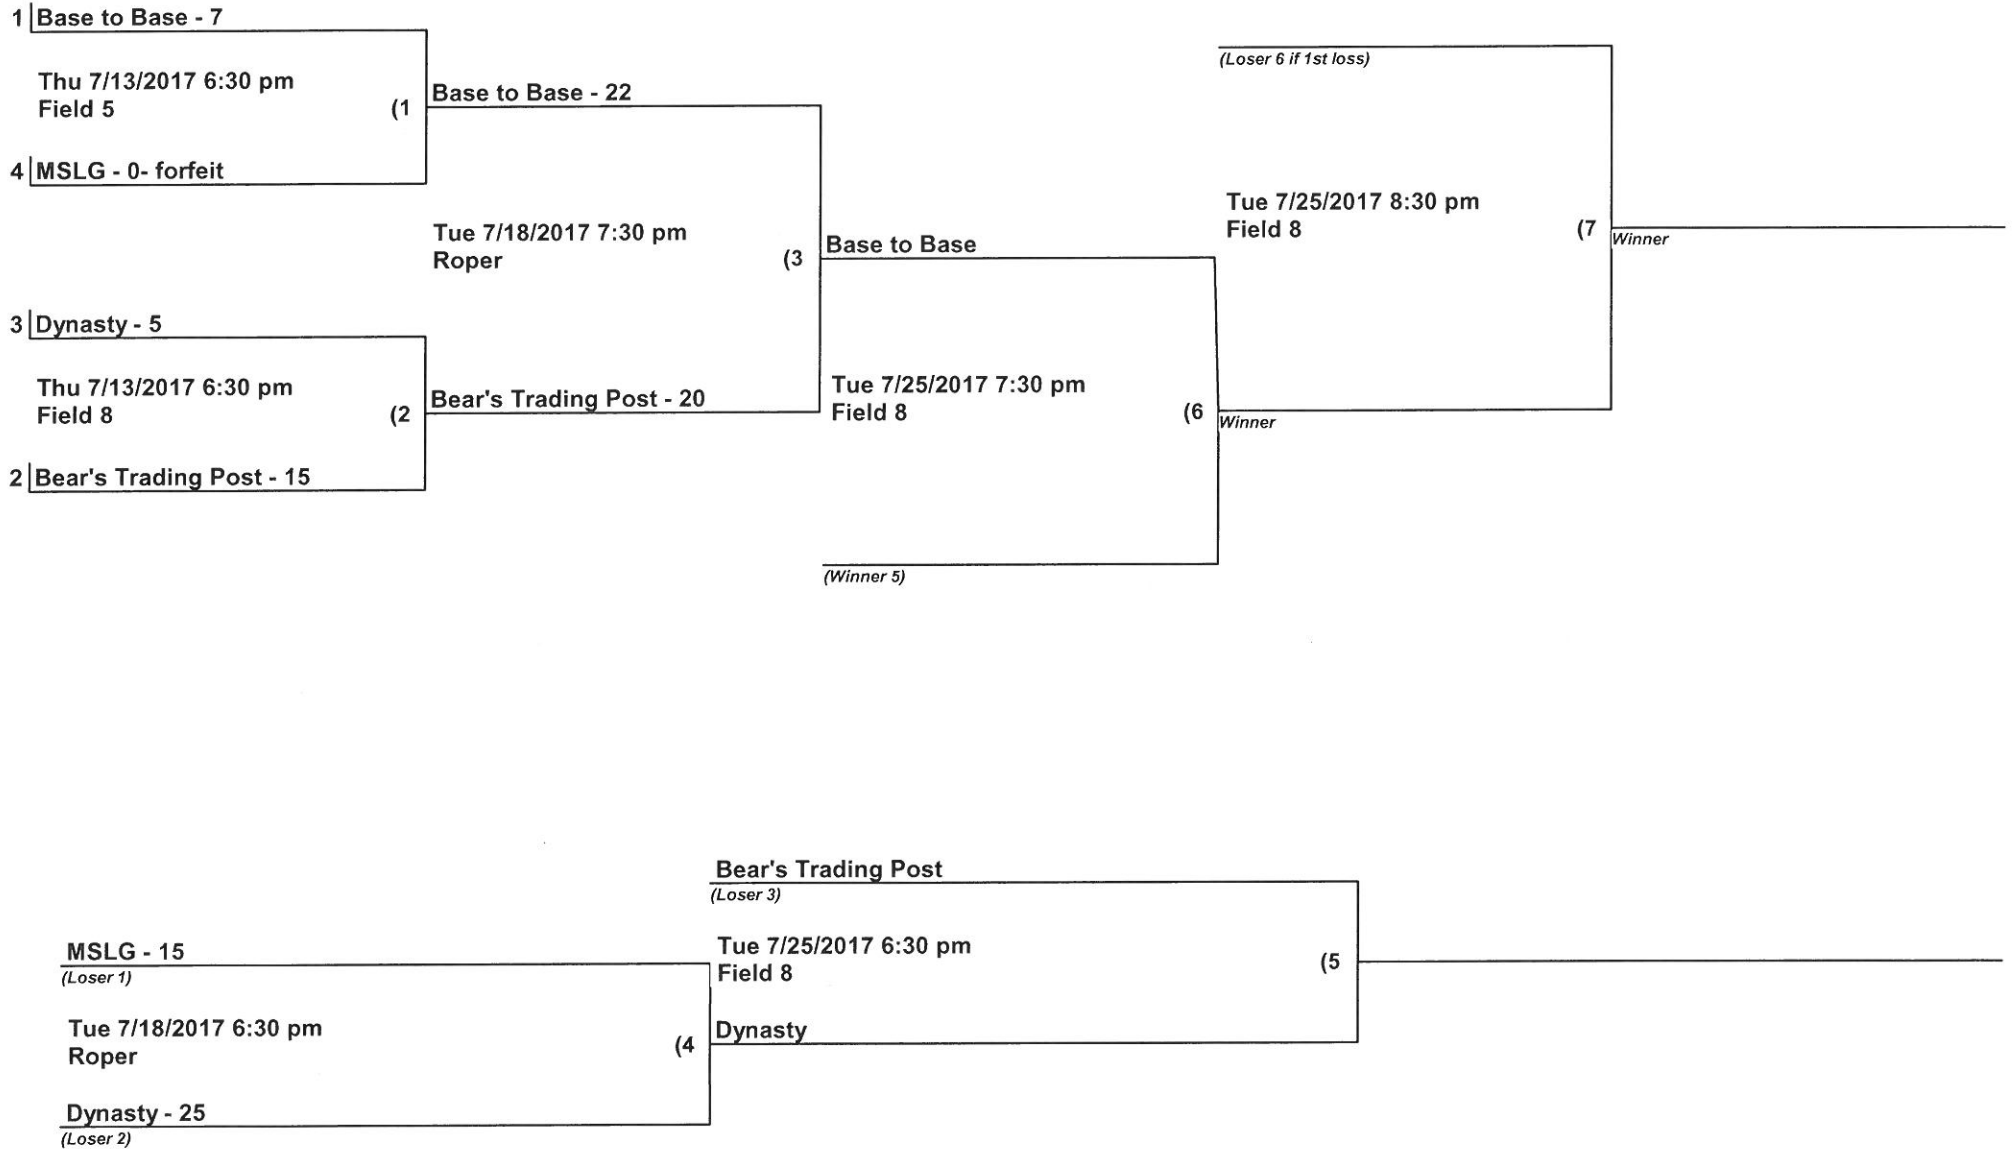 1 Base to Base - 7
Thu 7/13/2017 6:30 pm
Field 5
(1
4 MSLG - 0- forfeit
Base to Base - 22
Tue 7/18/2017 7:30 pm
Roper
(3
3 Dynasty - 5
Thu 7/13/2017 6:30 pm
Field 8
(2
2 Bear's Trading Post - 15
Bear's Trading Post - 20
Base to Base
Tue 7/25/2017 7:30 pm
Field 8
(6
(Winner 5)
(Loser 6 if 1st loss)
Tue 7/25/2017 8:30 pm
Field 8
(7
Winner
Winner
Bear's Trading Post
(Loser 3)
MSLG - 15
(Loser 1)
Tue 7/25/2017 6:30 pm
Field 8
(5
Tue 7/18/2017 6:30 pm
Roper
(4
Dynasty
Dynasty - 25
(Loser 2)